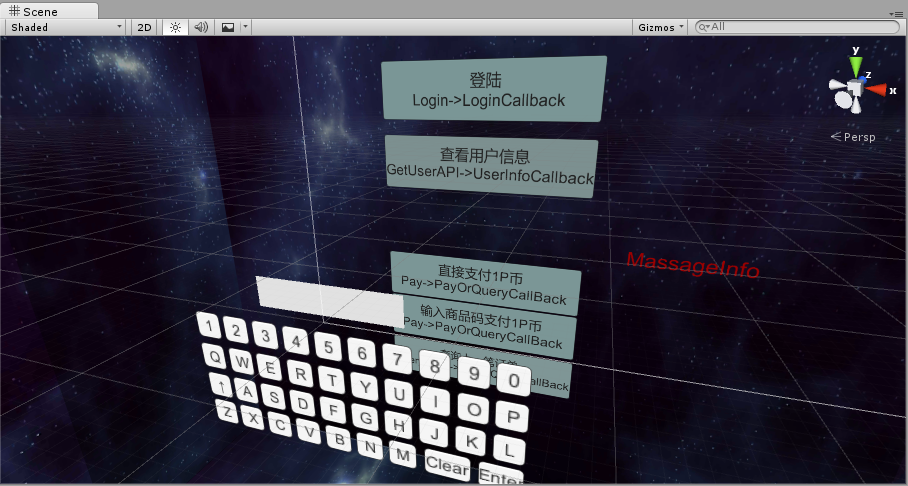 Scene
Shaded
2D
Gizmos
All
y
z
x
Persp
登陆
Login->LoginCallback
查看用户信息
GetUserAPI->UserInfoCallback
MassageInfo
直接支付1P币
Pay->PayOrQueryCallBack
输入商品码支付1P币
Pay->PayOrQueryCallBack
CallBack
1 2 3 4 5 6 7 8 9 0
Q W E R T Y U I O P
↑ A S D F G H J K L
Z X C V B N M Clear Enter